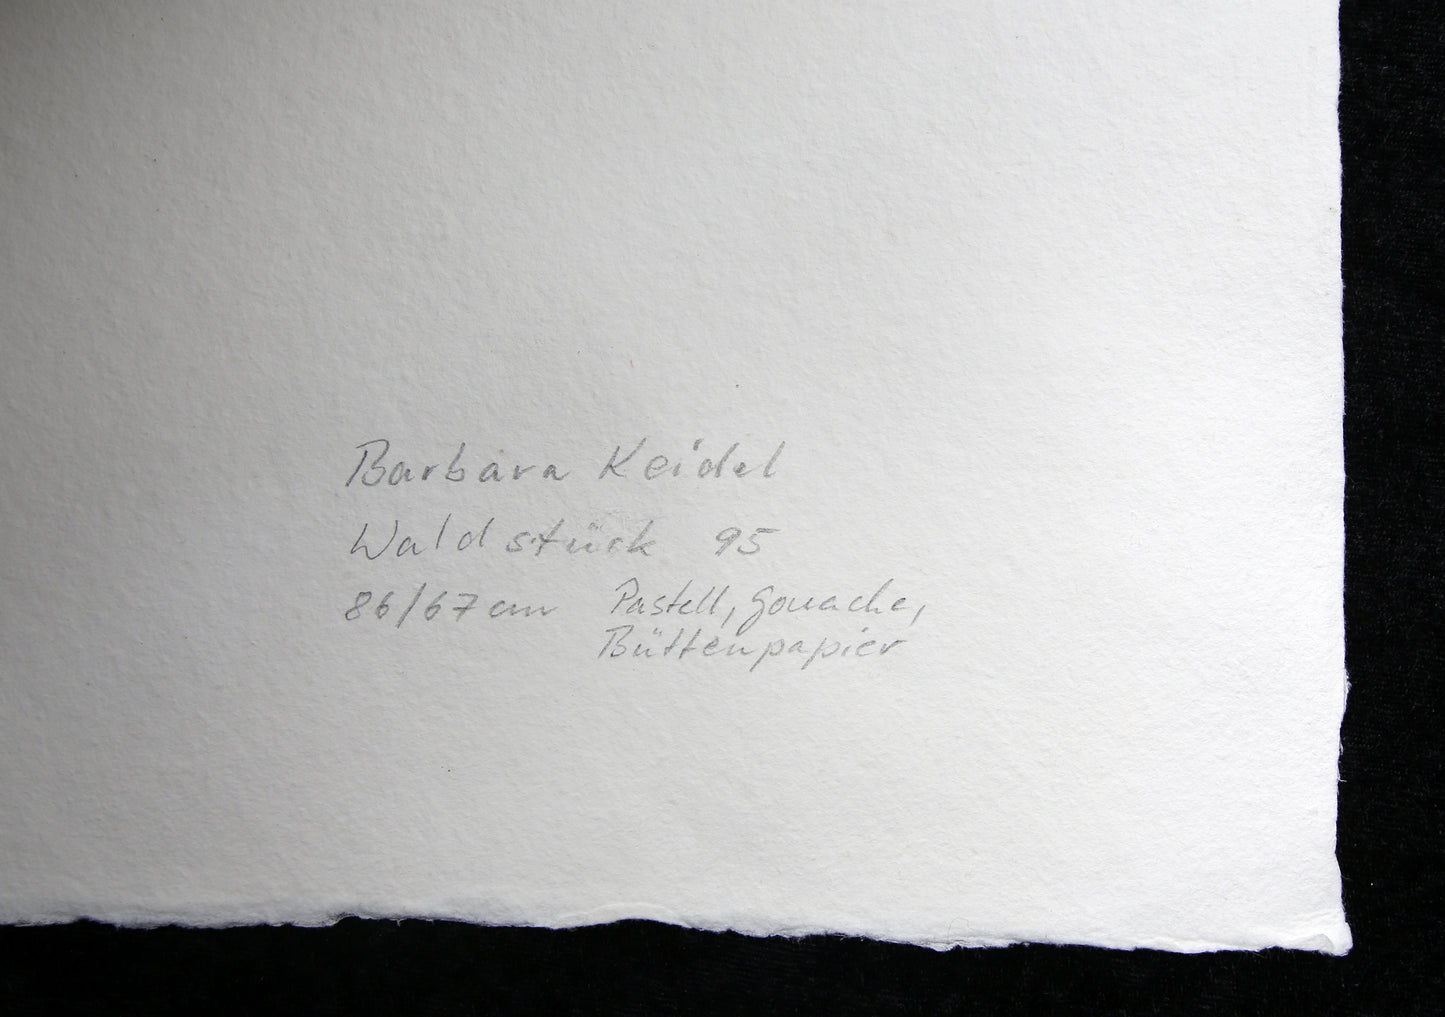 Barbara Keidel
Waldstück 95
86/67 cm Pastell, Gouache,
Büttenpapier